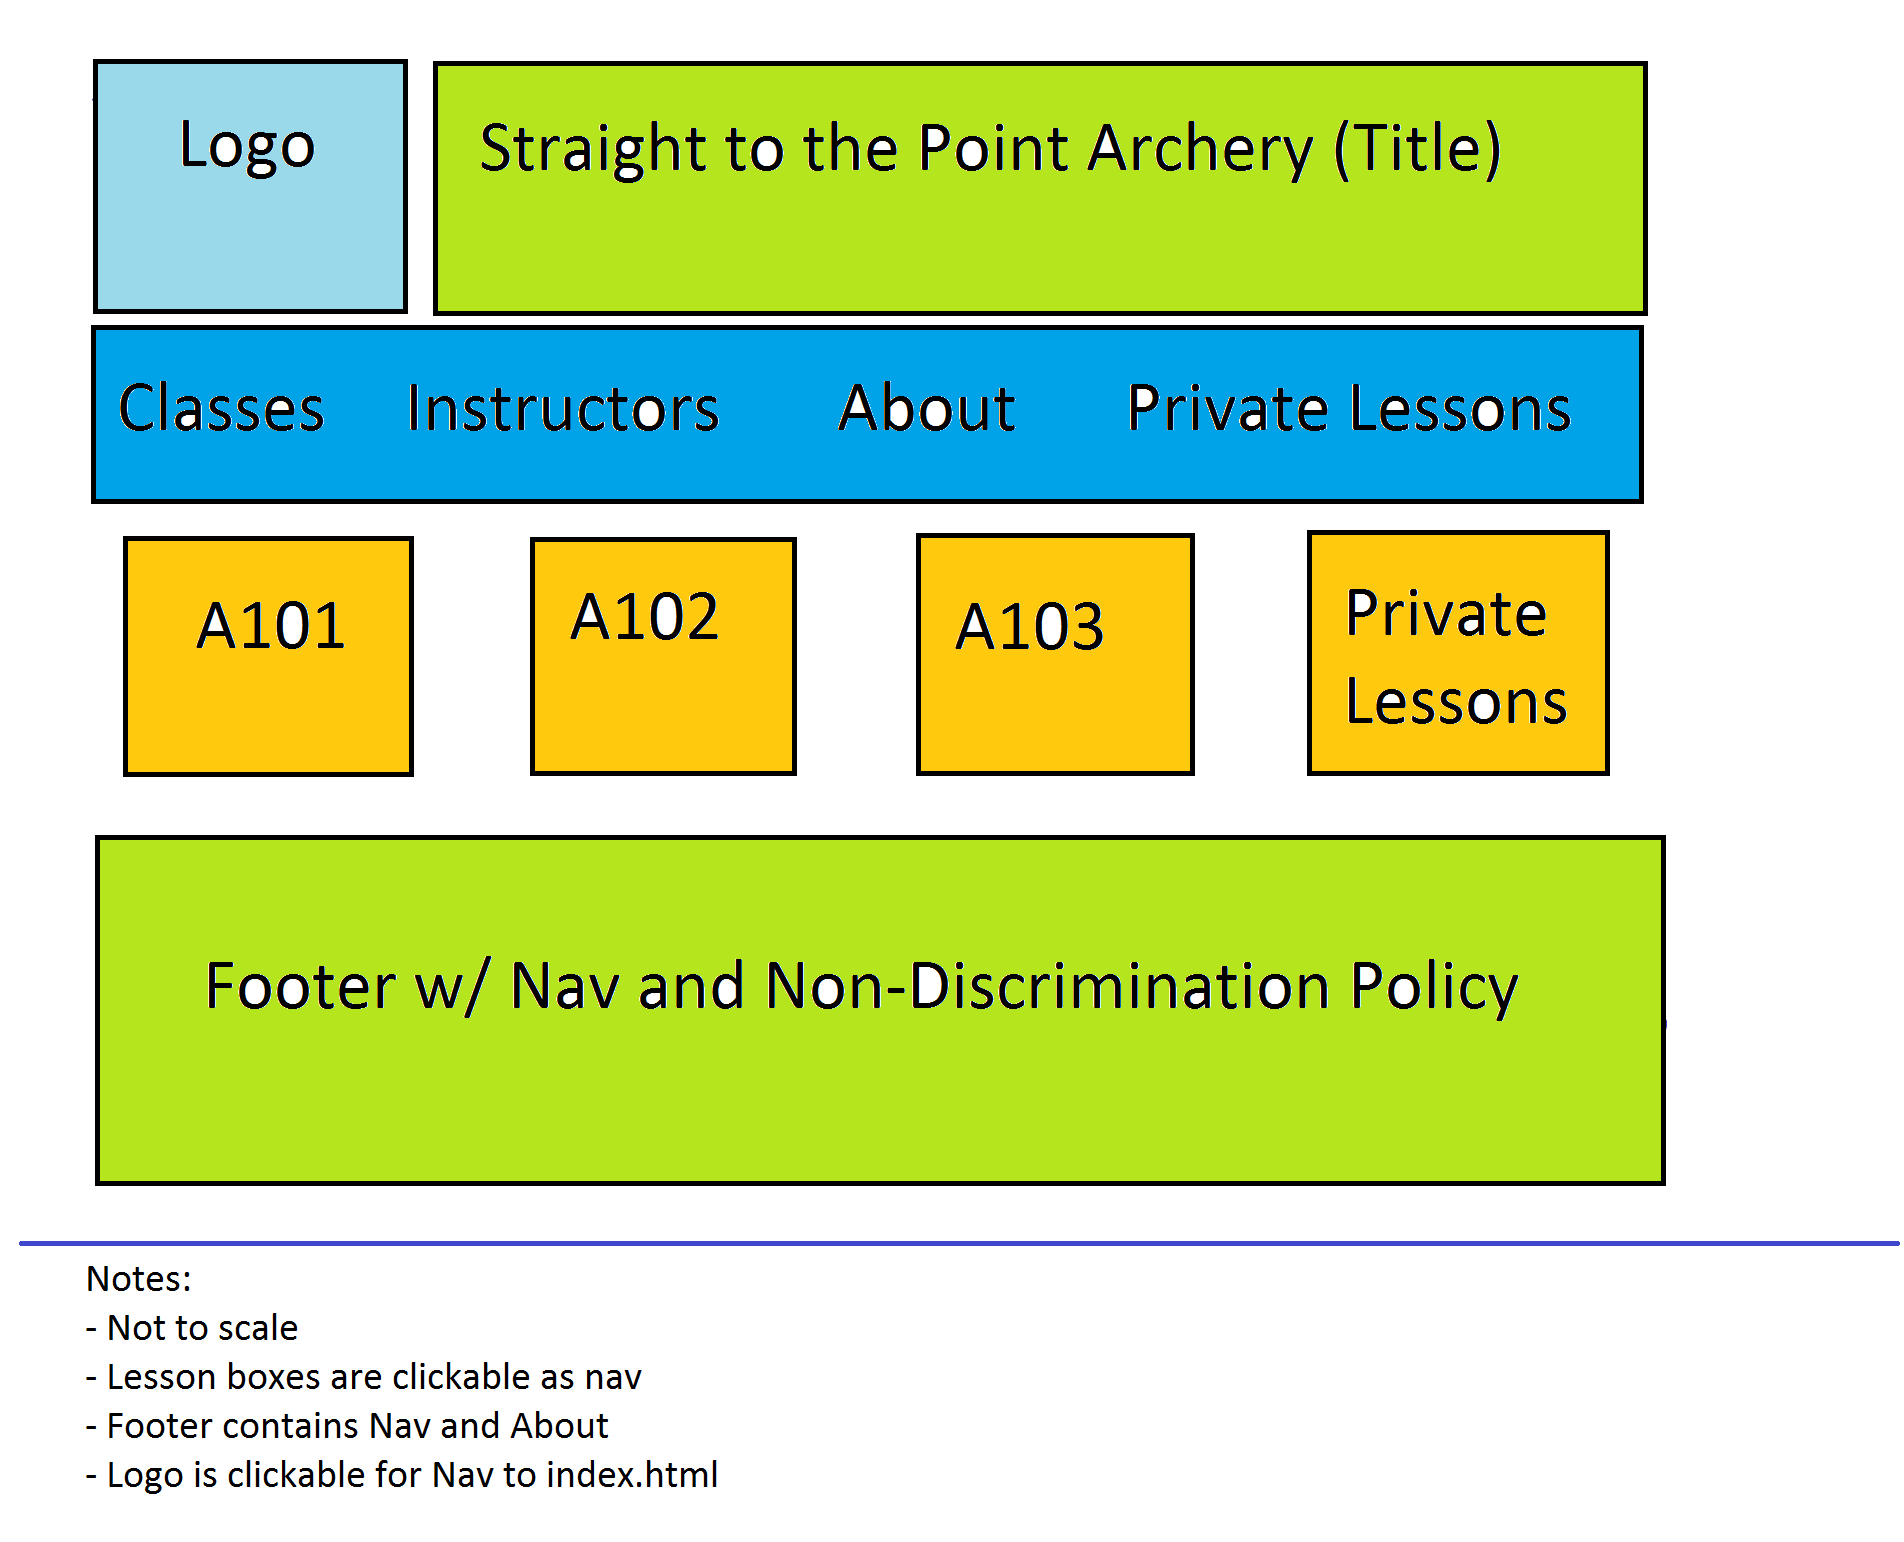 Logo
Straight to the Point Archery (Title)
Classes Instructors About Private Lessons
A101
A102
A103
Private
Lessons
Footer w/ Nav and Non-Discrimination Policy
Notes:
- Not to scale
- Lesson boxes are clickable as nav
- Footer contains Nav and About
- Logo is clickable for Nav to index.html